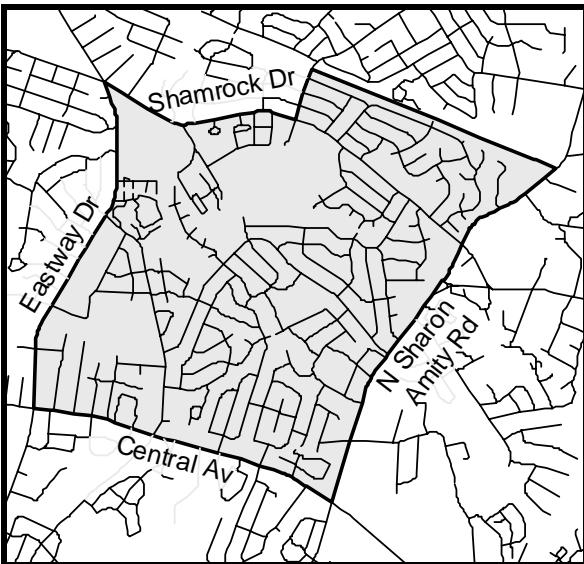 Shamrock Dr
Eastway Dr
N Sharon
Amity Rd
Central Av